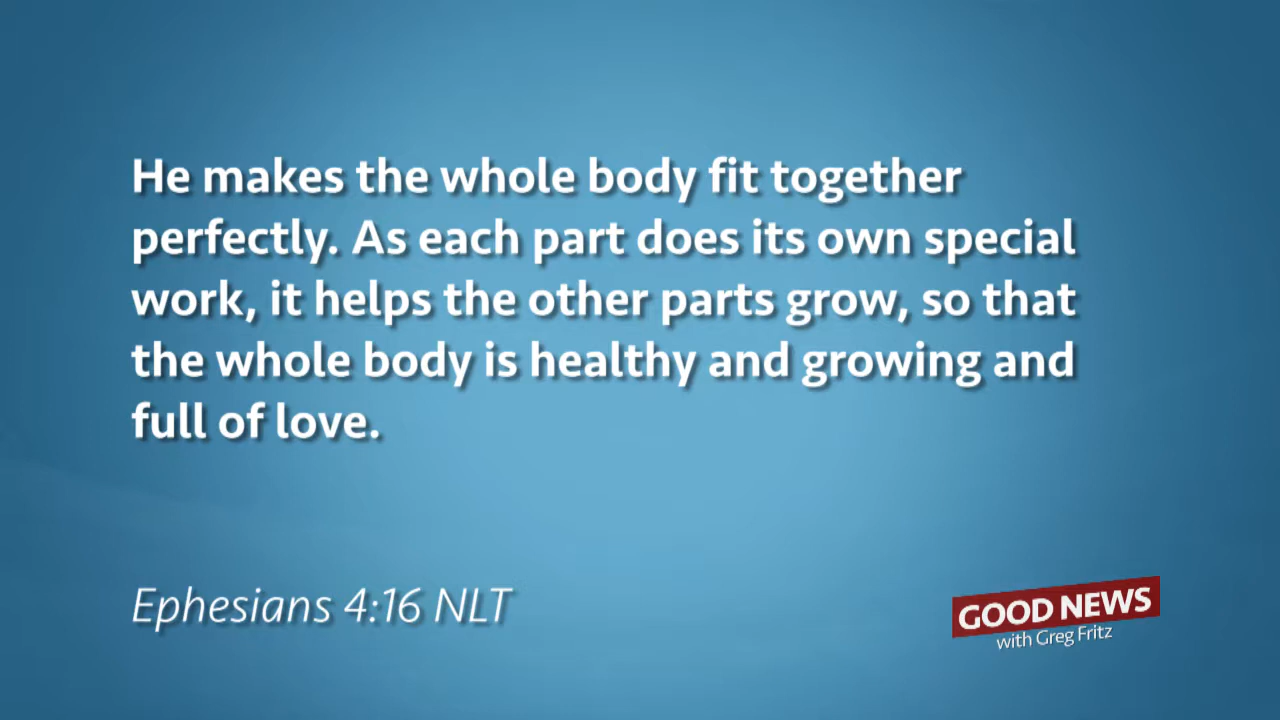 He makes the whole body fit together
perfectly. As each part does its own special
work, it helps the other parts grow, so that
the whole body is healthy and growing and
full of love.
Ephesians 4:16 NLT
GOOD NEWS
with Greg Fritz